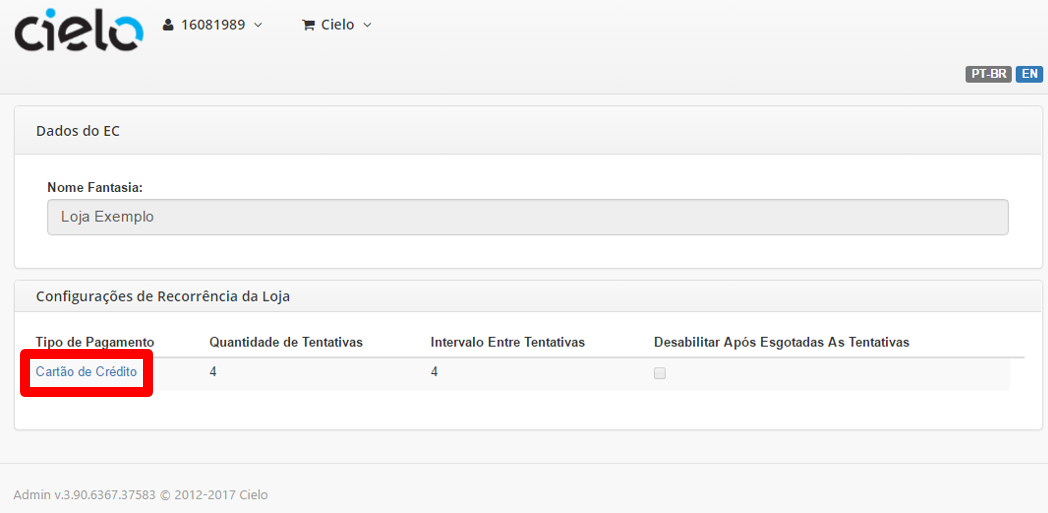 cielo 16081989 Cielo
PT-BR EN
Dados do EC
Nome Fantasia:
Loja Exemplo
Configurações de Recorrência da Loja
Tipo de Pagamento Quantidade de Tentativas Intervalo Entre Tentativas Desabilitar Após Esgotadas As Tentativas
Cartão de Crédito 4 4
Admin v.3.90.6367.37583 © 2012-2017 Cielo